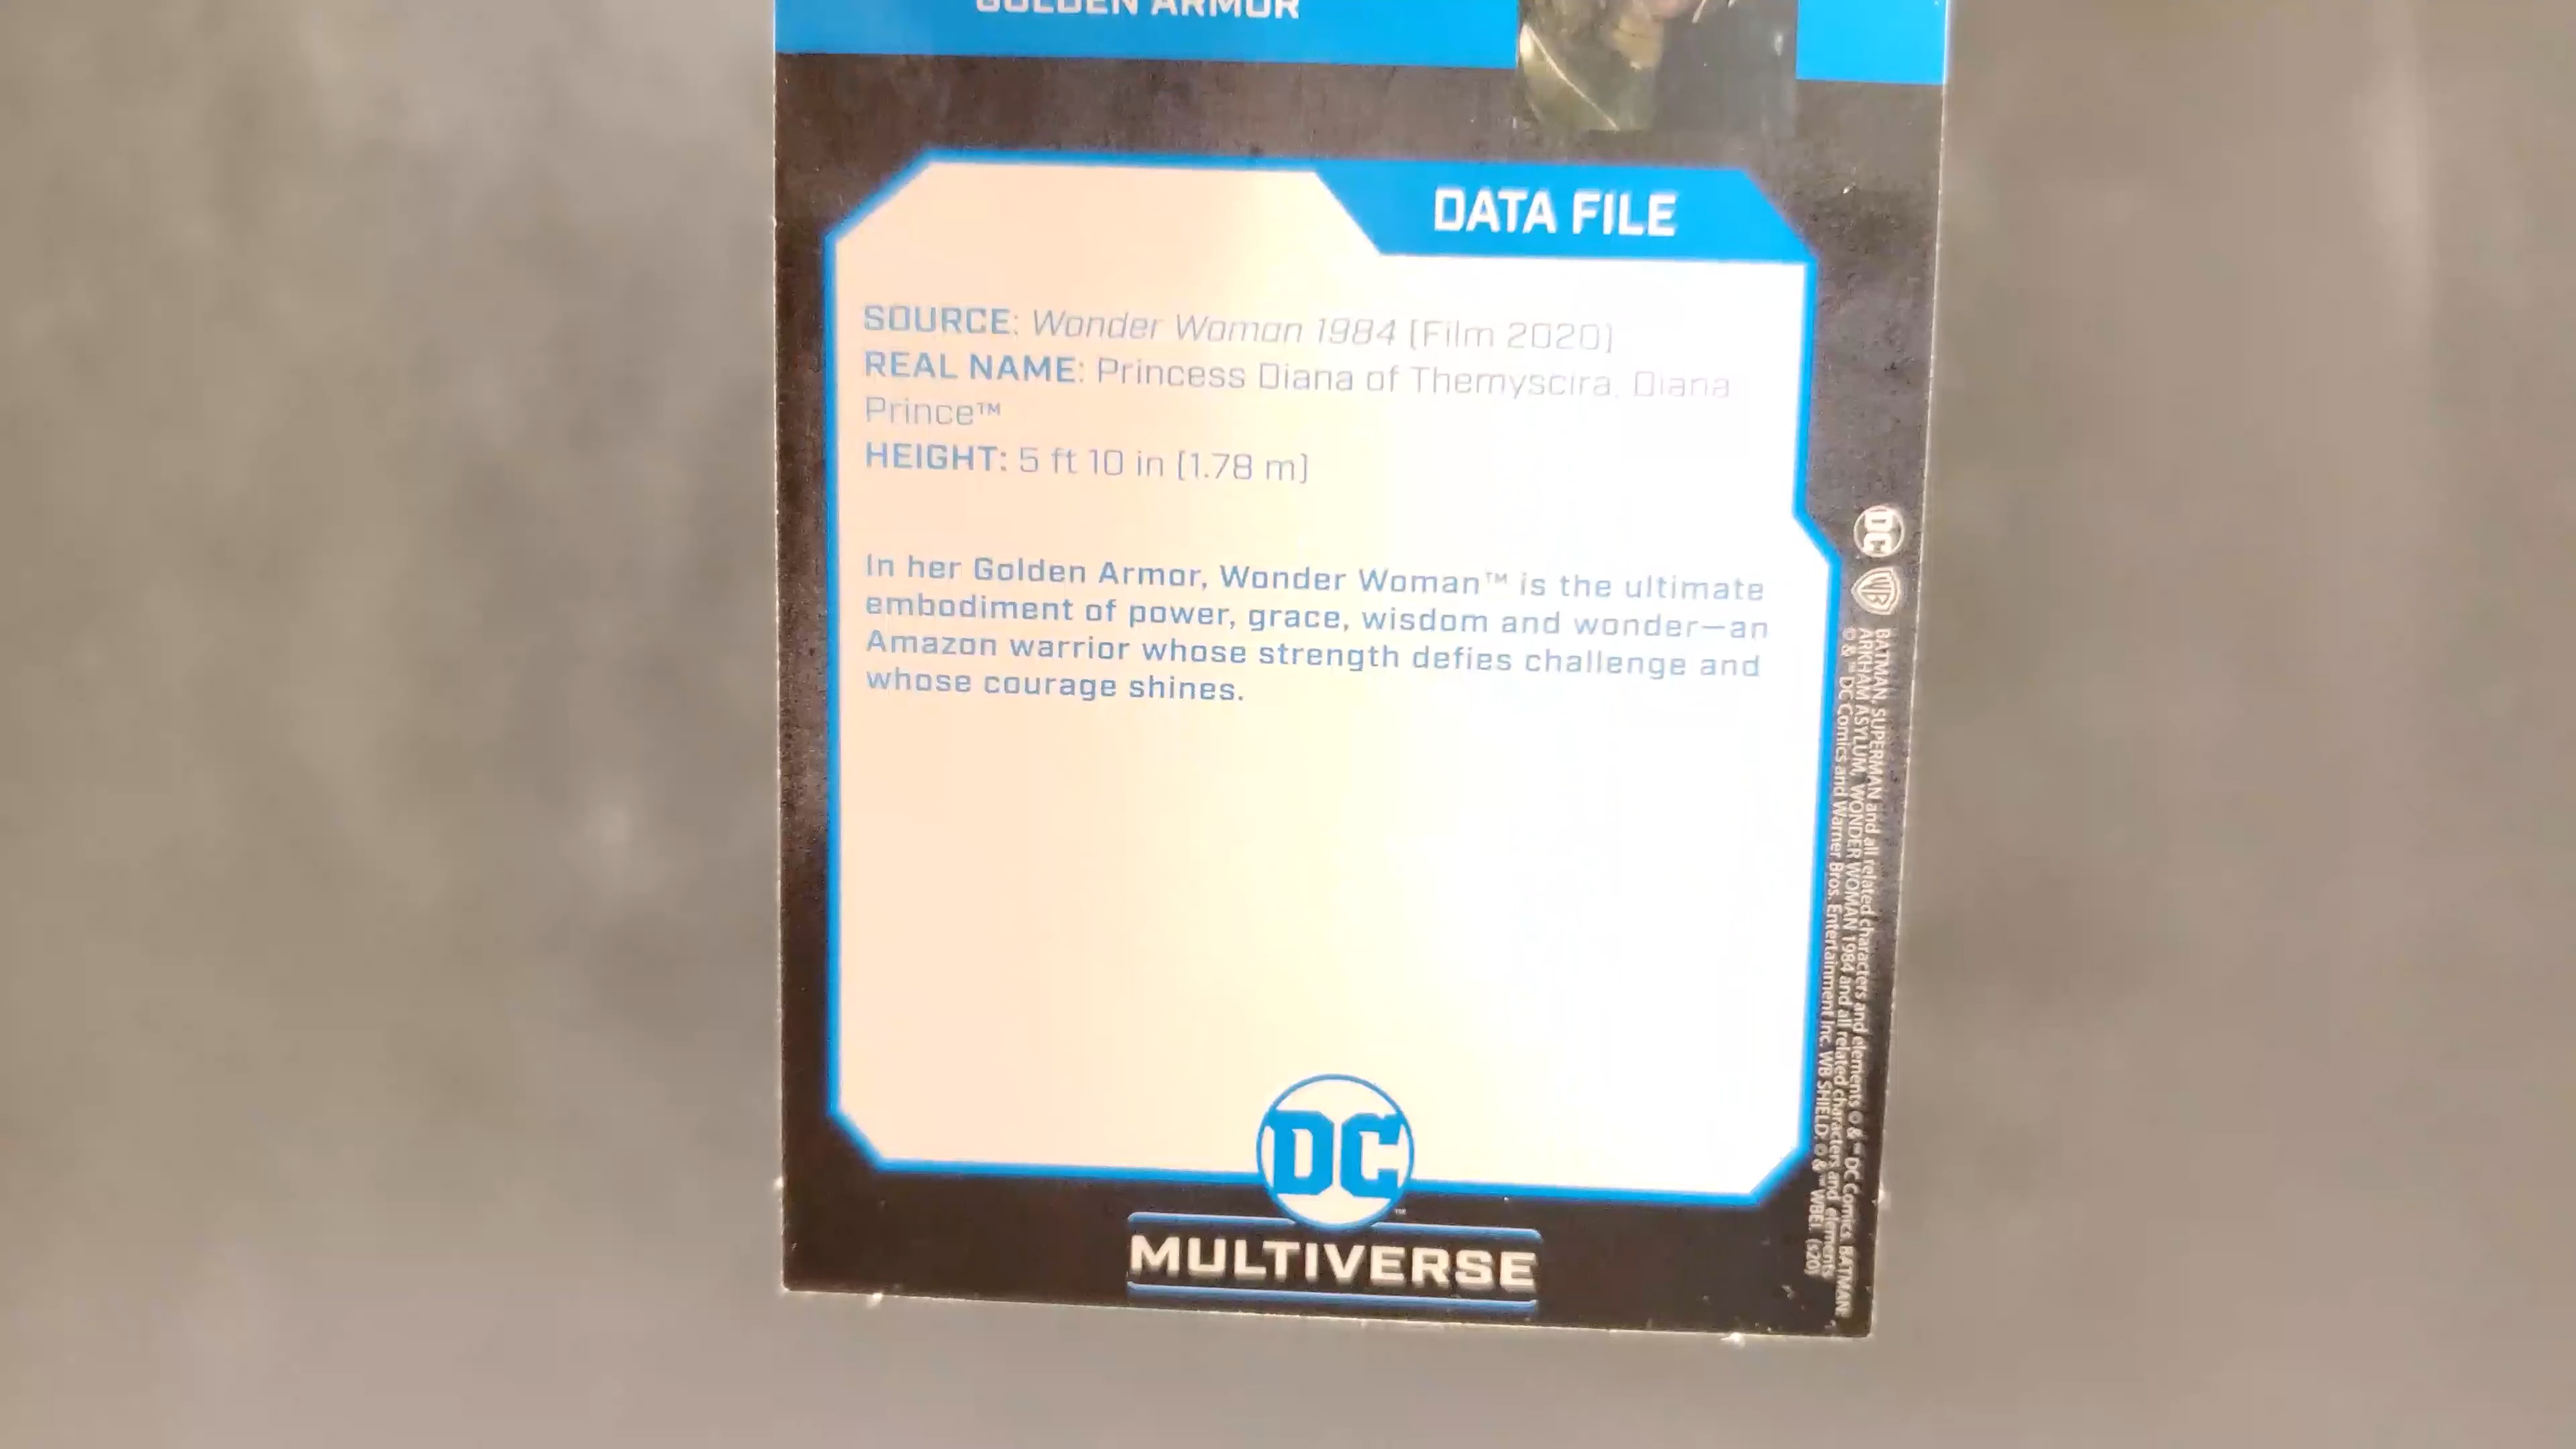 GOLDEN ARMOR
DATA FILE
SOURCE: Wonder Woman 1984 (Film 2020)
REAL NAME: Princess Diana of Themyscira, Diana
Prince™
HEIGHT: 5 ft 10 in (1.78 m)
In her Golden Armor, Wonder Woman™ is the ultimate
embodiment of power, grace, wisdom and wonder—an
Amazon warrior whose strength defies challenge and
whose courage shines.
DC
MULTIVERSE
DC
WB
BATMAN, SUPERMAN and all related characters and elements © & ™ DC Comics. BATMAN:
ARKHAM ASYLUM, WONDER WOMAN 1984 and all related characters and elements
© & ™ DC Comics and Warner Bros. Entertainment Inc. WB SHIELD: © & ™ WBEI. (s20)